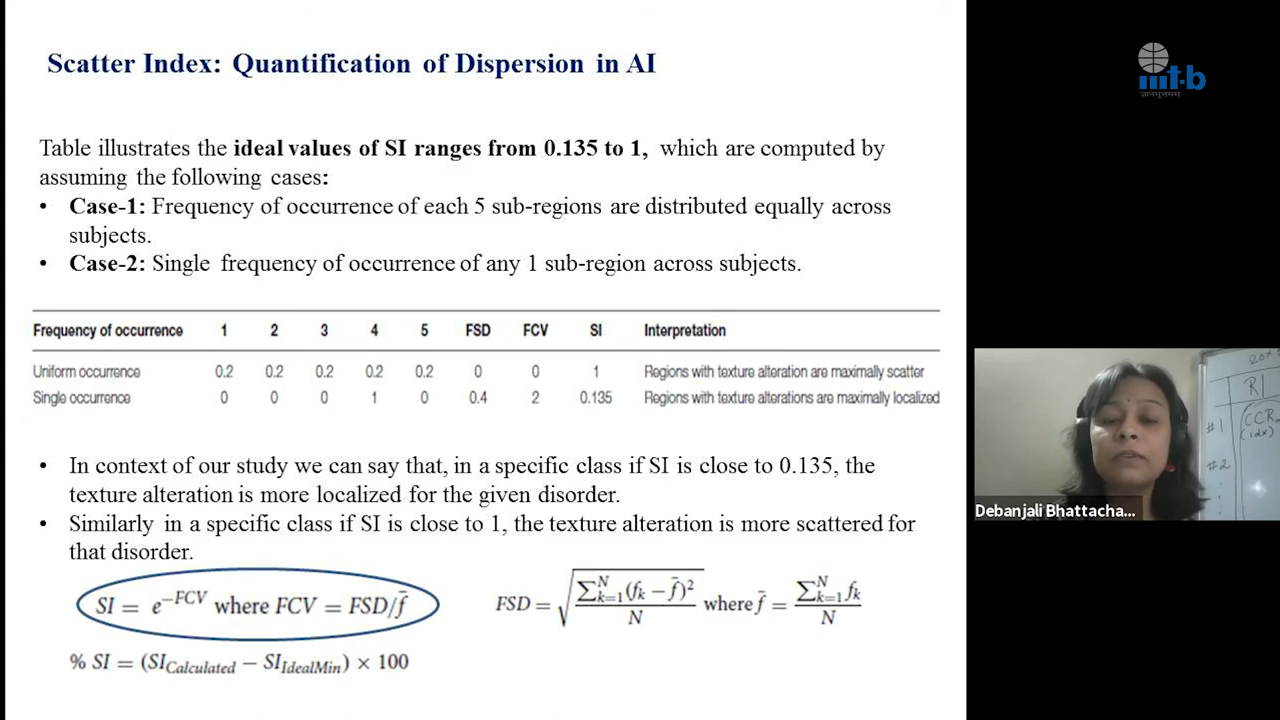 Scatter Index: Quantification of Dispersion in AI
Table illustrates the ideal values of SI ranges from 0.135 to 1, which are computed by
assuming the following cases:
• Case-1: Frequency of occurrence of each 5 sub-regions are distributed equally across
subjects.
• Case-2: Single frequency of occurrence of any 1 sub-region across subjects.
Frequency of occurrence 1 2 3 4 5 FSD FCV SI Interpretation
Uniform occurrence 0.2 0.2 0.2 0.2 0.2 0 0 1 Regions with texture alteration are maximally scatter
Single occurrence 0 0 0 1 0 0.4 2 0.135 Regions with texture alterations are maximally localized
• In context of our study we can say that, in a specific class if SI is close to 0.135, the
texture alteration is more localized for the given disorder.
• Similarly in a specific class if SI is close to 1, the texture alteration is more scattered for
that disorder.
SI = e^{-FCV} where FCV = FSD/f̄
FSD = √(∑_{k=1}^{N}(f_k − f̄)²/N) where f̄ = ∑_{k=1}^{N} f_k/N
% SI = (SI_{Calculated} − SI_{IdealMin}) × 100
iiit-b
ज्ञानमुत्तमम्
R1
#1
CCR
(idx)
#2
Debanjali Bhattacha...